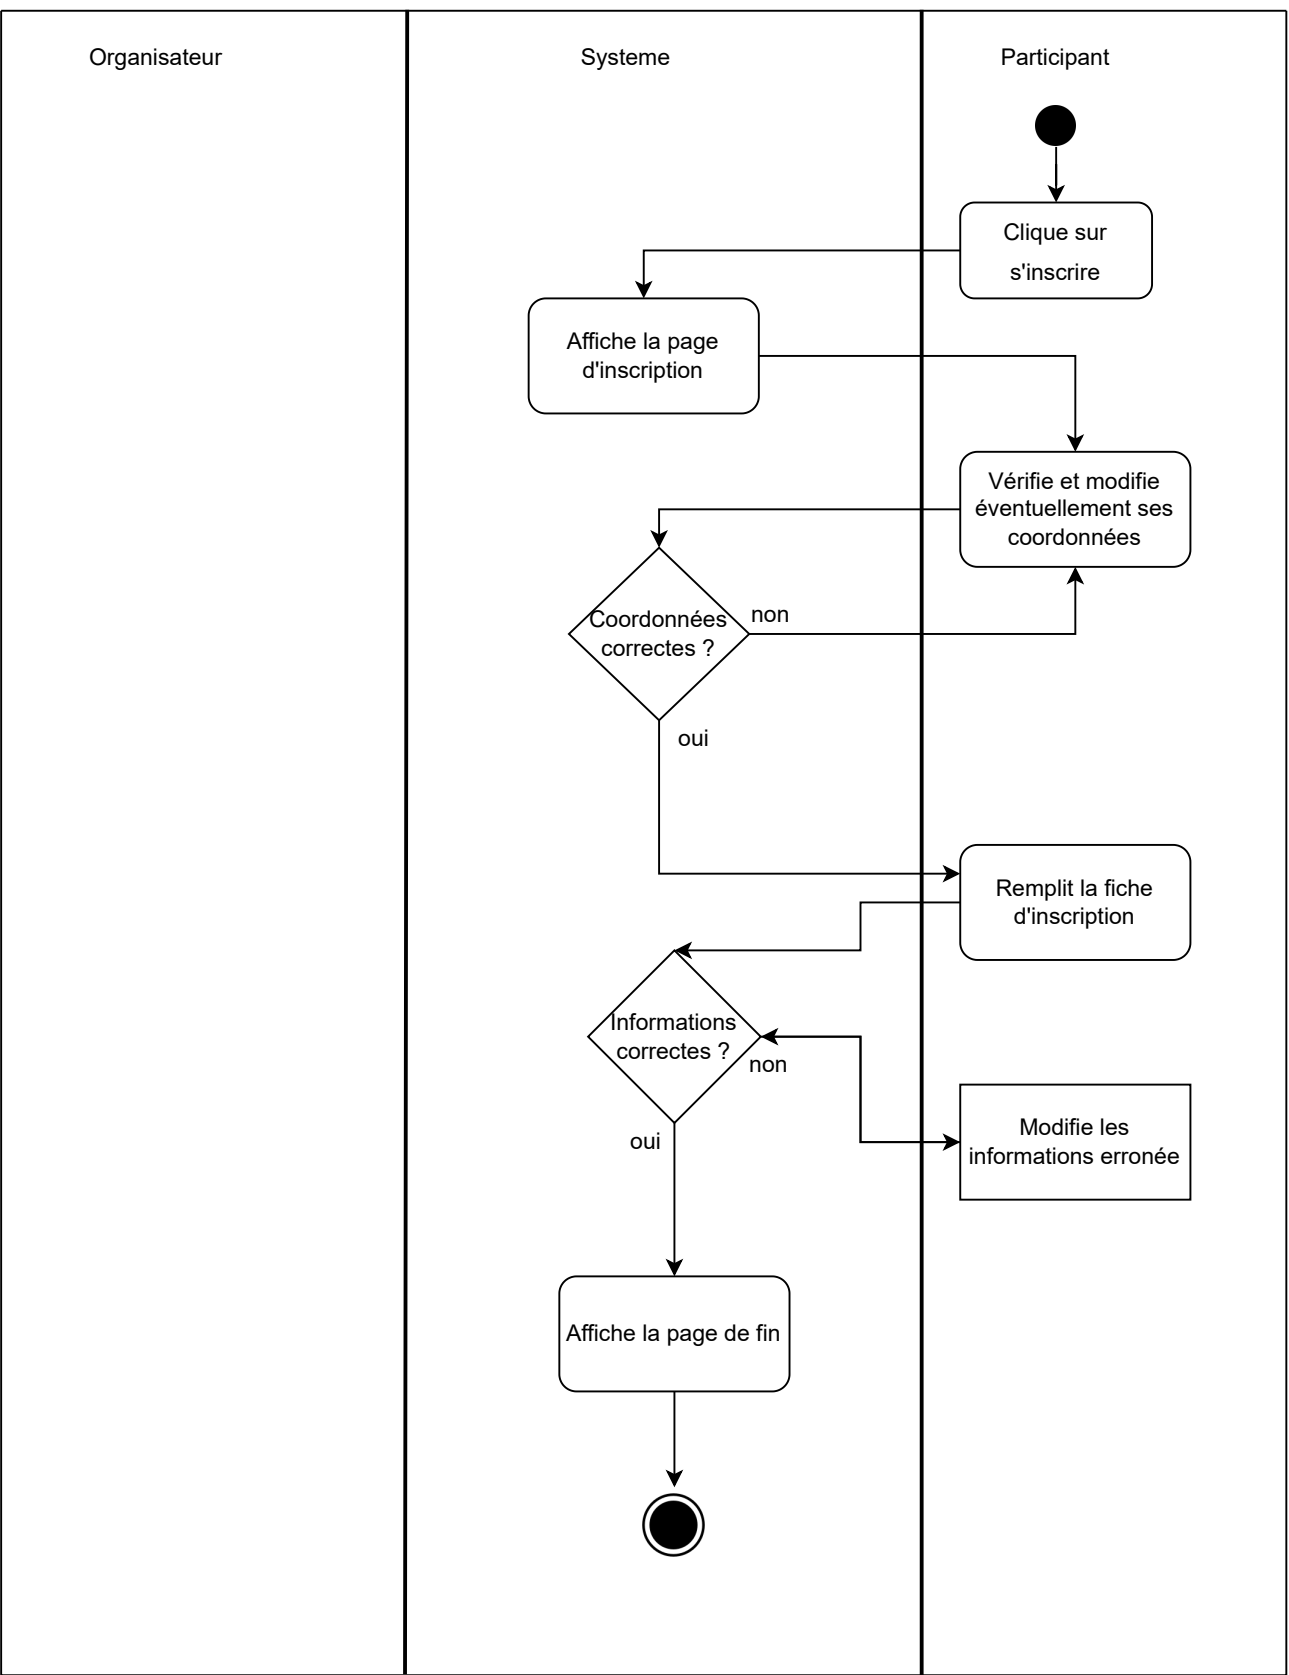 Organisateur
Systeme
Participant
Clique sur
s'inscrire
Affiche la page
d'inscription
Vérifie et modifie
éventuellement ses
coordonnées
Coordonnées
correctes ?
non
oui
Remplit la fiche
d'inscription
Informations
correctes ?
non
oui
Modifie les
informations erronée
Affiche la page de fin